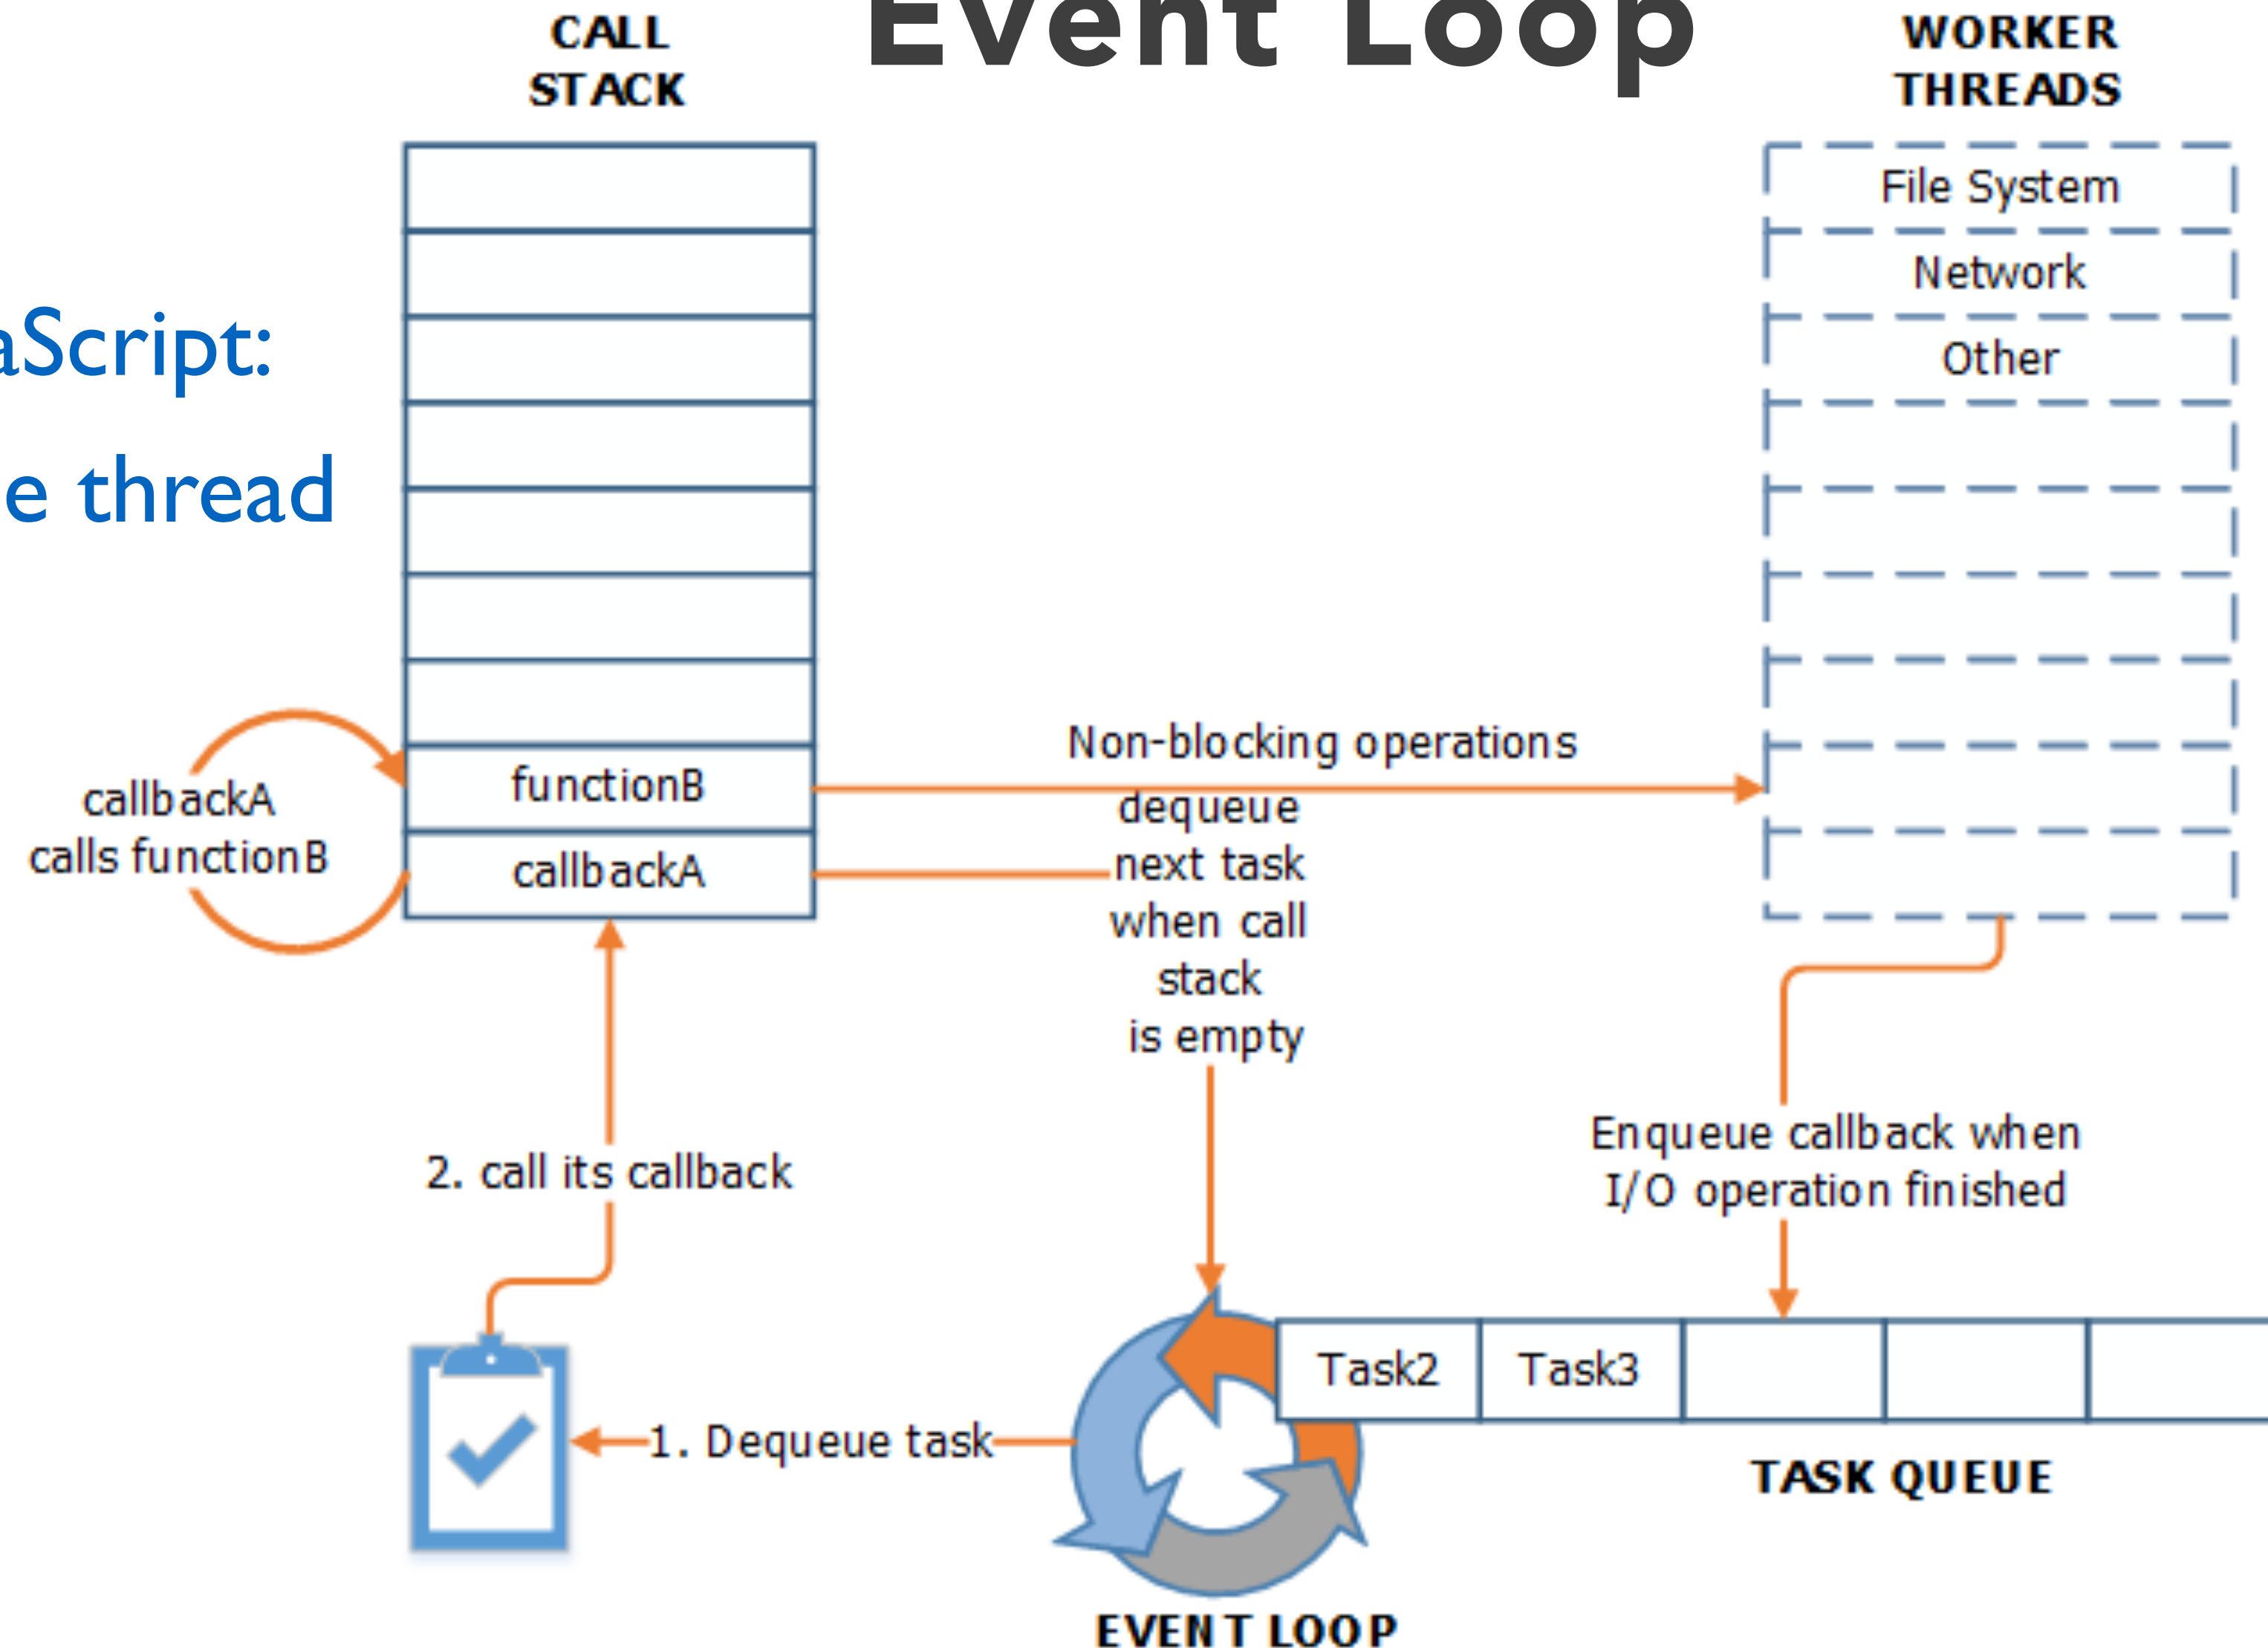 Event Loop
CALL
STACK
WORKER
THREADS
File System
Network
Other
aScript:
e thread
Non-blocking operations
functionB
callbackA
callbackA
calls functionB
dequeue
next task
when call
stack
is empty
2. call its callback
Enqueue callback when
I/O operation finished
1. Dequeue task
Task2
Task3
TASK QUEUE
EVENT LOOP